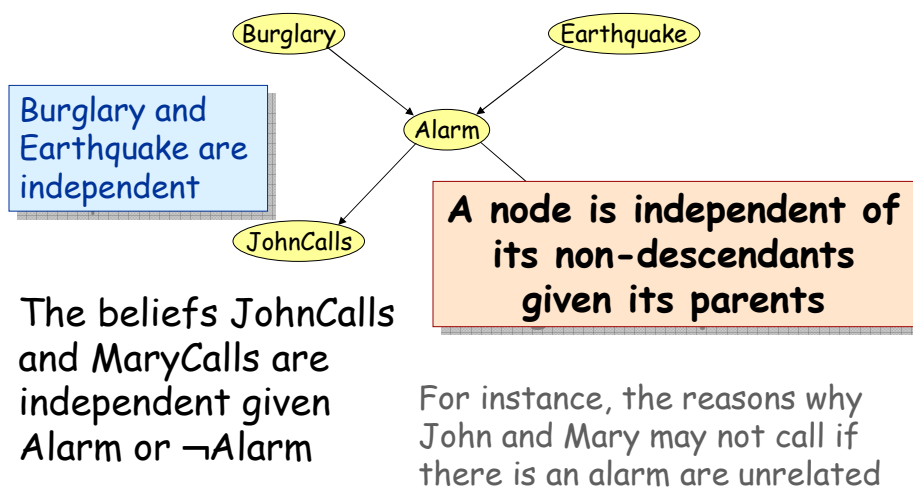 Burglary
Earthquake
Burglary and
Earthquake are
independent
Alarm
A node is independent of
its non-descendants
given its parents
JohnCalls
The beliefs JohnCalls
and MaryCalls are
independent given
Alarm or ¬Alarm
For instance, the reasons why
John and Mary may not call if
there is an alarm are unrelated